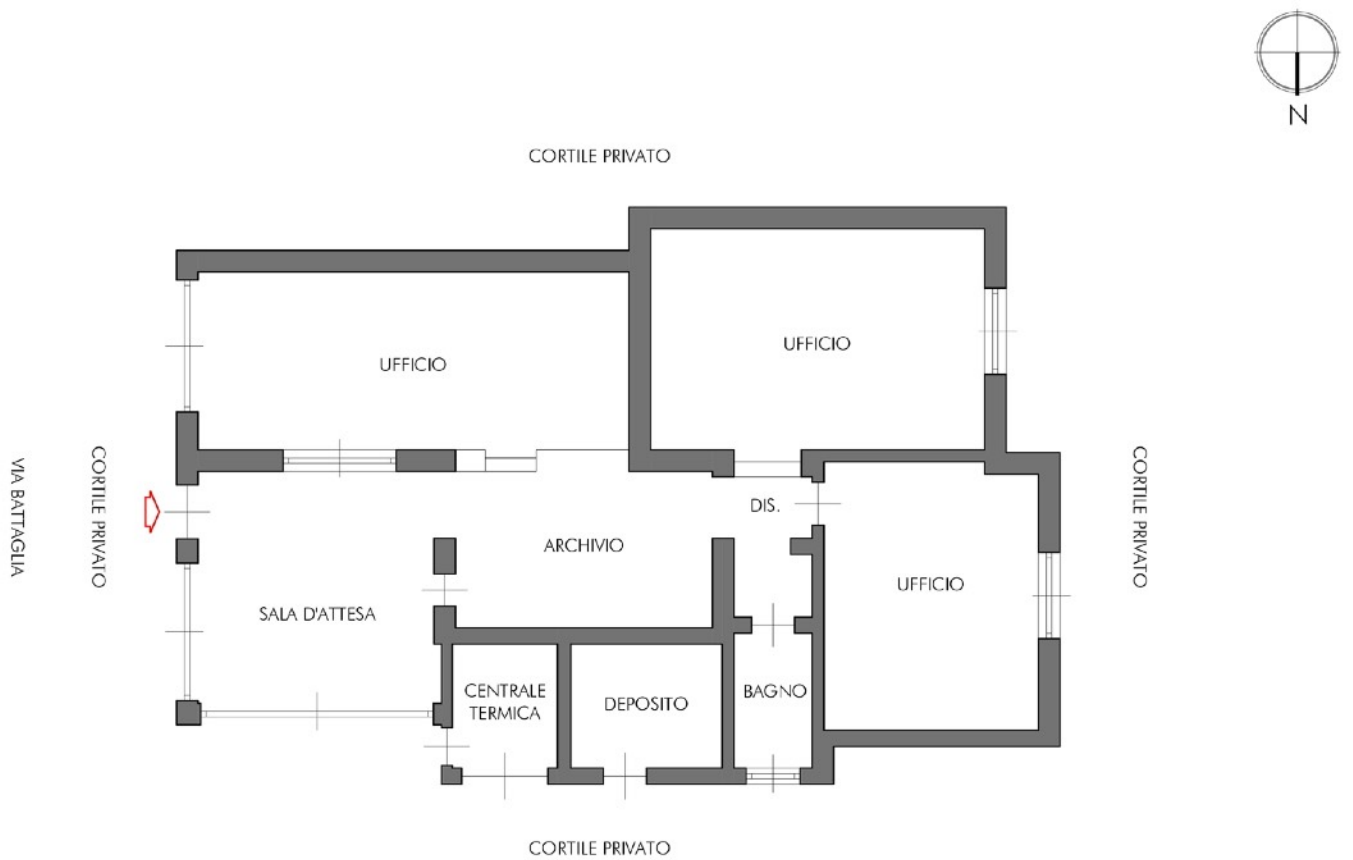 N
CORTILE PRIVATO
UFFICIO
UFFICIO
VIA BATTAGLIA
CORTILE PRIVATO
CORTILE PRIVATO
DIS.
ARCHIVIO
UFFICIO
SALA D'ATTESA
CENTRALE
TERMICA
DEPOSITO
BAGNO
CORTILE PRIVATO